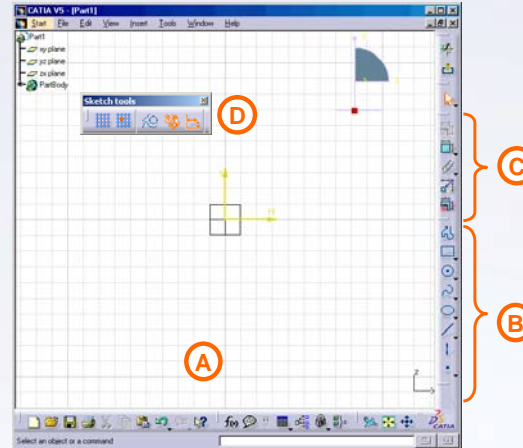 CATIA V5 - [Part1]
Start File Edit View Insert Tools Window Help
Part1
xy plane
yz plane
zx plane
PartBody
Sketch tools
D
C
H
B
A
z
f(x)
CATIA
Select an object or a command